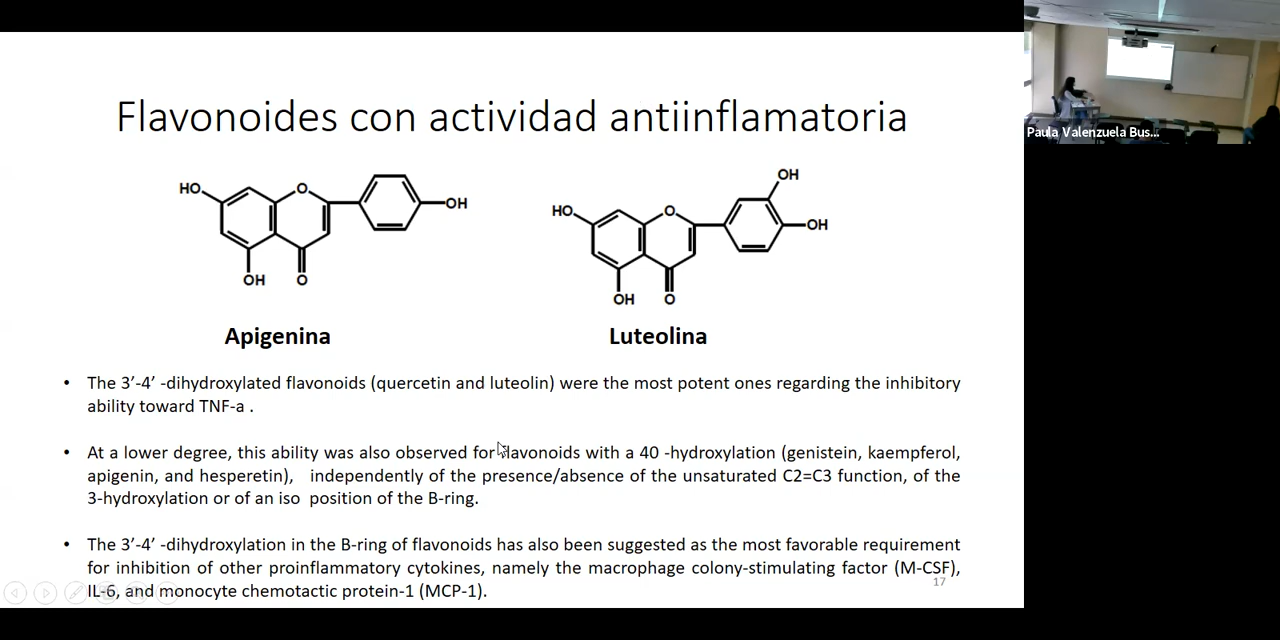 Flavonoides con actividad antiinflamatoria
HO
O
OH
OH
O
Apigenina
HO
O
OH
OH
OH
O
Luteolina
• The 3’-4’ -dihydroxylated flavonoids (quercetin and luteolin) were the most potent ones regarding the inhibitory
ability toward TNF-a .
• At a lower degree, this ability was also observed for flavonoids with a 40 -hydroxylation (genistein, kaempferol,
apigenin, and hesperetin), independently of the presence/absence of the unsaturated C2=C3 function, of the
3-hydroxylation or of an iso position of the B-ring.
• The 3’-4’ -dihydroxylation in the B-ring of flavonoids has also been suggested as the most favorable requirement
for inhibition of other proinflammatory cytokines, namely the macrophage colony-stimulating factor (M-CSF),
IL-6, and monocyte chemotactic protein-1 (MCP-1).
17
Paula Valenzuela Bus...